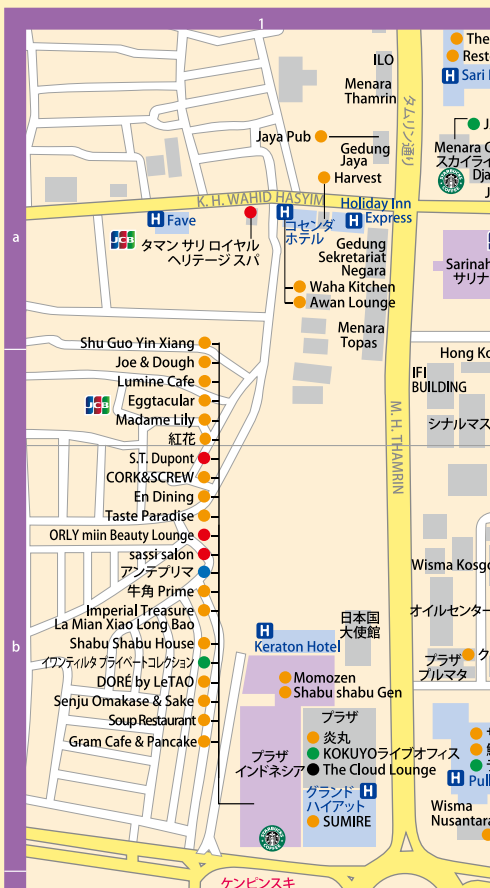 1
The
Rest
ILO
H Sari
Menara
Thamrin
タムリン通り
J
Jaya Pub
Gedung
Jaya
Menara
スカイライ
Dja
STARBUCKS COFFEE
Harvest
K. H. WAHID HASYIM
Holiday Inn
H Express
H Fave
H
コセンダ
ホテル
a
JCB
タマン サリ ロイヤル
ヘリテージ スパ
Gedung
Sekretariat
Negara
Sarinah
サリナ
Waha Kitchen
Awan Lounge
Menara
Topas
Shu Guo Yin Xiang
Joe & Dough
Lumine Cafe
Eggtacular
JCB
Madame Lily
紅花
S.T. Dupont
CORK&SCREW
En Dining
Taste Paradise
ORLY miin Beauty Lounge
sassi salon
アンテプリマ
牛角 Prime
Imperial Treasure
La Mian Xiao Long Bao
Shabu Shabu House
イワンティルタ プライベートコレクション
DORÉ by LeTAO
Senju Omakase & Sake
Soup Restaurant
Gram Cafe & Pancake
Hong Ko
IFI
BUILDING
シナルマス
M. H. THAMRIN
Wisma Kosgo
オイルセンター
日本国
大使館
b
H
Keraton Hotel
プラザ
プルマタ
ク
Momozen
Shabu shabu Gen
プラザ
インドネシア
プラザ
炎丸
KOKUYOライブオフィス
The Cloud Lounge
グランド H
ハイアット
SUMIRE
H Pull
Wisma
Nusantara
STARBUCKS COFFEE
ケンピンスキ